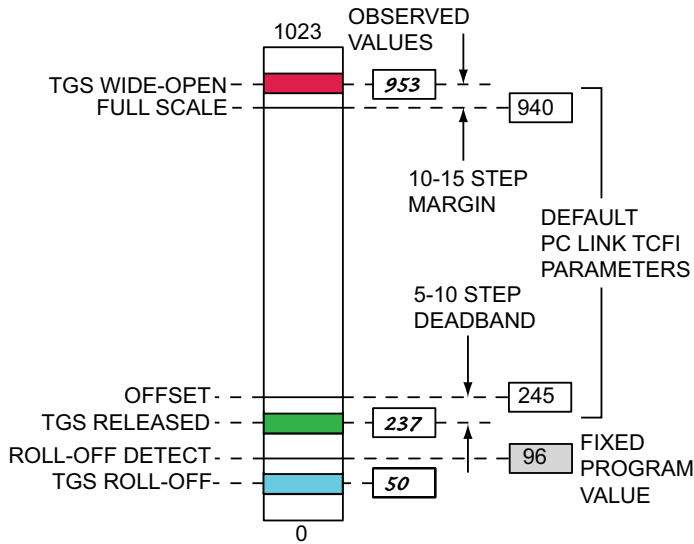 1023
OBSERVED
VALUES
TGS WIDE-OPEN
953
FULL SCALE
940
10-15 STEP
MARGIN
DEFAULT
PC LINK TCFI
PARAMETERS
5-10 STEP
DEADBAND
OFFSET
245
TGS RELEASED
237
ROLL-OFF DETECT
96
FIXED
PROGRAM
VALUE
TGS ROLL-OFF
50
0